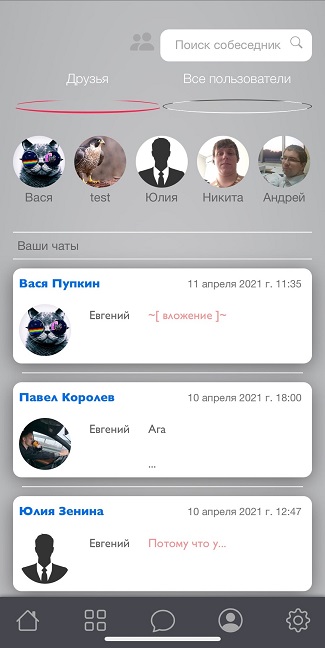 Поиск собеседник
Друзья
Все пользователи
Вася
test
Юлия
Никита
Андрей
Ваши чаты
Вася Пупкин
11 апреля 2021 г. 11:35
Евгений
~[ вложение ]~
Павел Королев
10 апреля 2021 г. 18:00
Евгений
Ага
...
Юлия Зенина
10 апреля 2021 г. 12:47
Евгений
Потому что у...